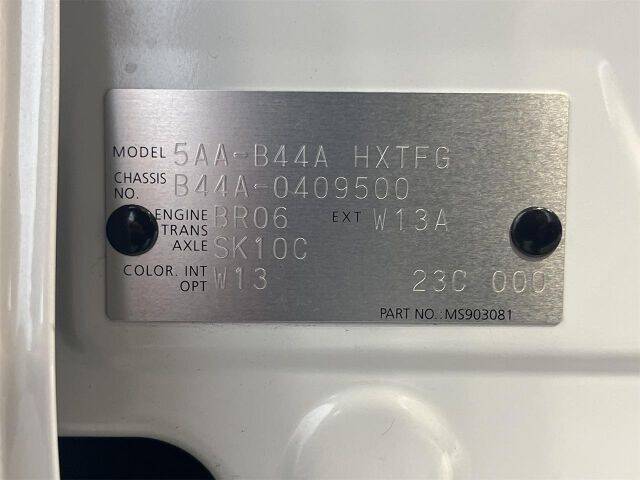 MODEL 5AA-B44A HXTFG
CHASSIS NO. B44A-0409500
ENGINE BR06 EXT W13A
TRANS
AXLE SK10C
COLOR. INT W13 23C 000
OPT
PART NO.:MS903081